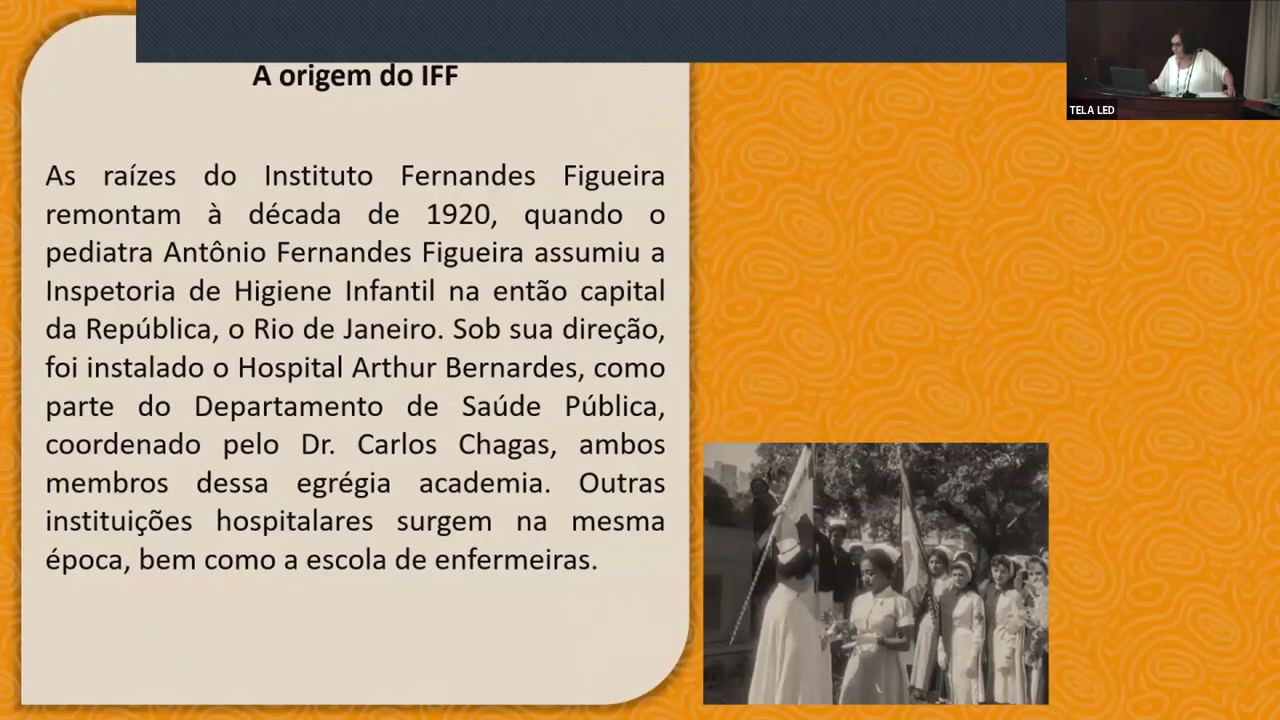 A origem do IFF
TELA LED
As raízes do Instituto Fernandes Figueira
remontam à década de 1920, quando o
pediatra Antônio Fernandes Figueira assumiu a
Inspetoria de Higiene Infantil na então capital
da República, o Rio de Janeiro. Sob sua direção,
foi instalado o Hospital Arthur Bernardes, como
parte do Departamento de Saúde Pública,
coordenado pelo Dr. Carlos Chagas, ambos
membros dessa egrégia academia. Outras
instituições hospitalares surgem na mesma
época, bem como a escola de enfermeiras.